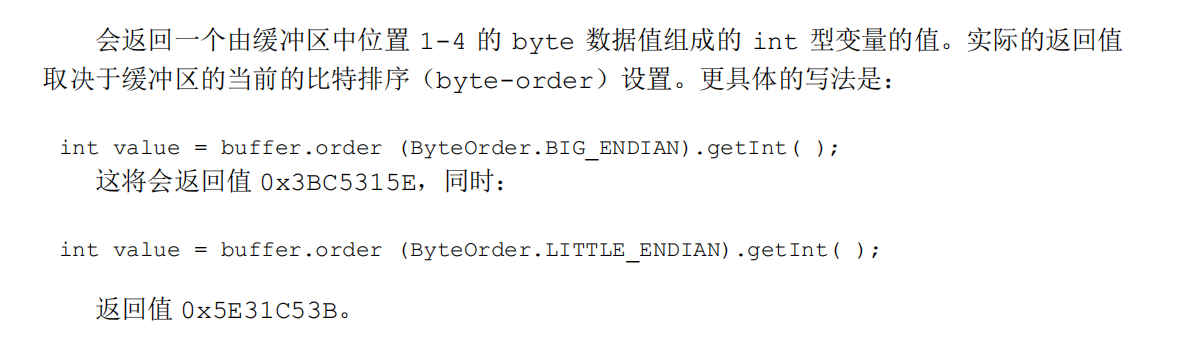 会返回一个由缓冲区中位置 1-4 的 byte 数据值组成的 int 型变量的值。实际的返回值
取决于缓冲区的当前的比特排序（byte-order）设置。更具体的写法是：
int value = buffer.order (ByteOrder.BIG_ENDIAN).getInt( );
这将会返回值 0x3BC5315E，同时：
int value = buffer.order (ByteOrder.LITTLE_ENDIAN).getInt( );
返回值 0x5E31C53B。